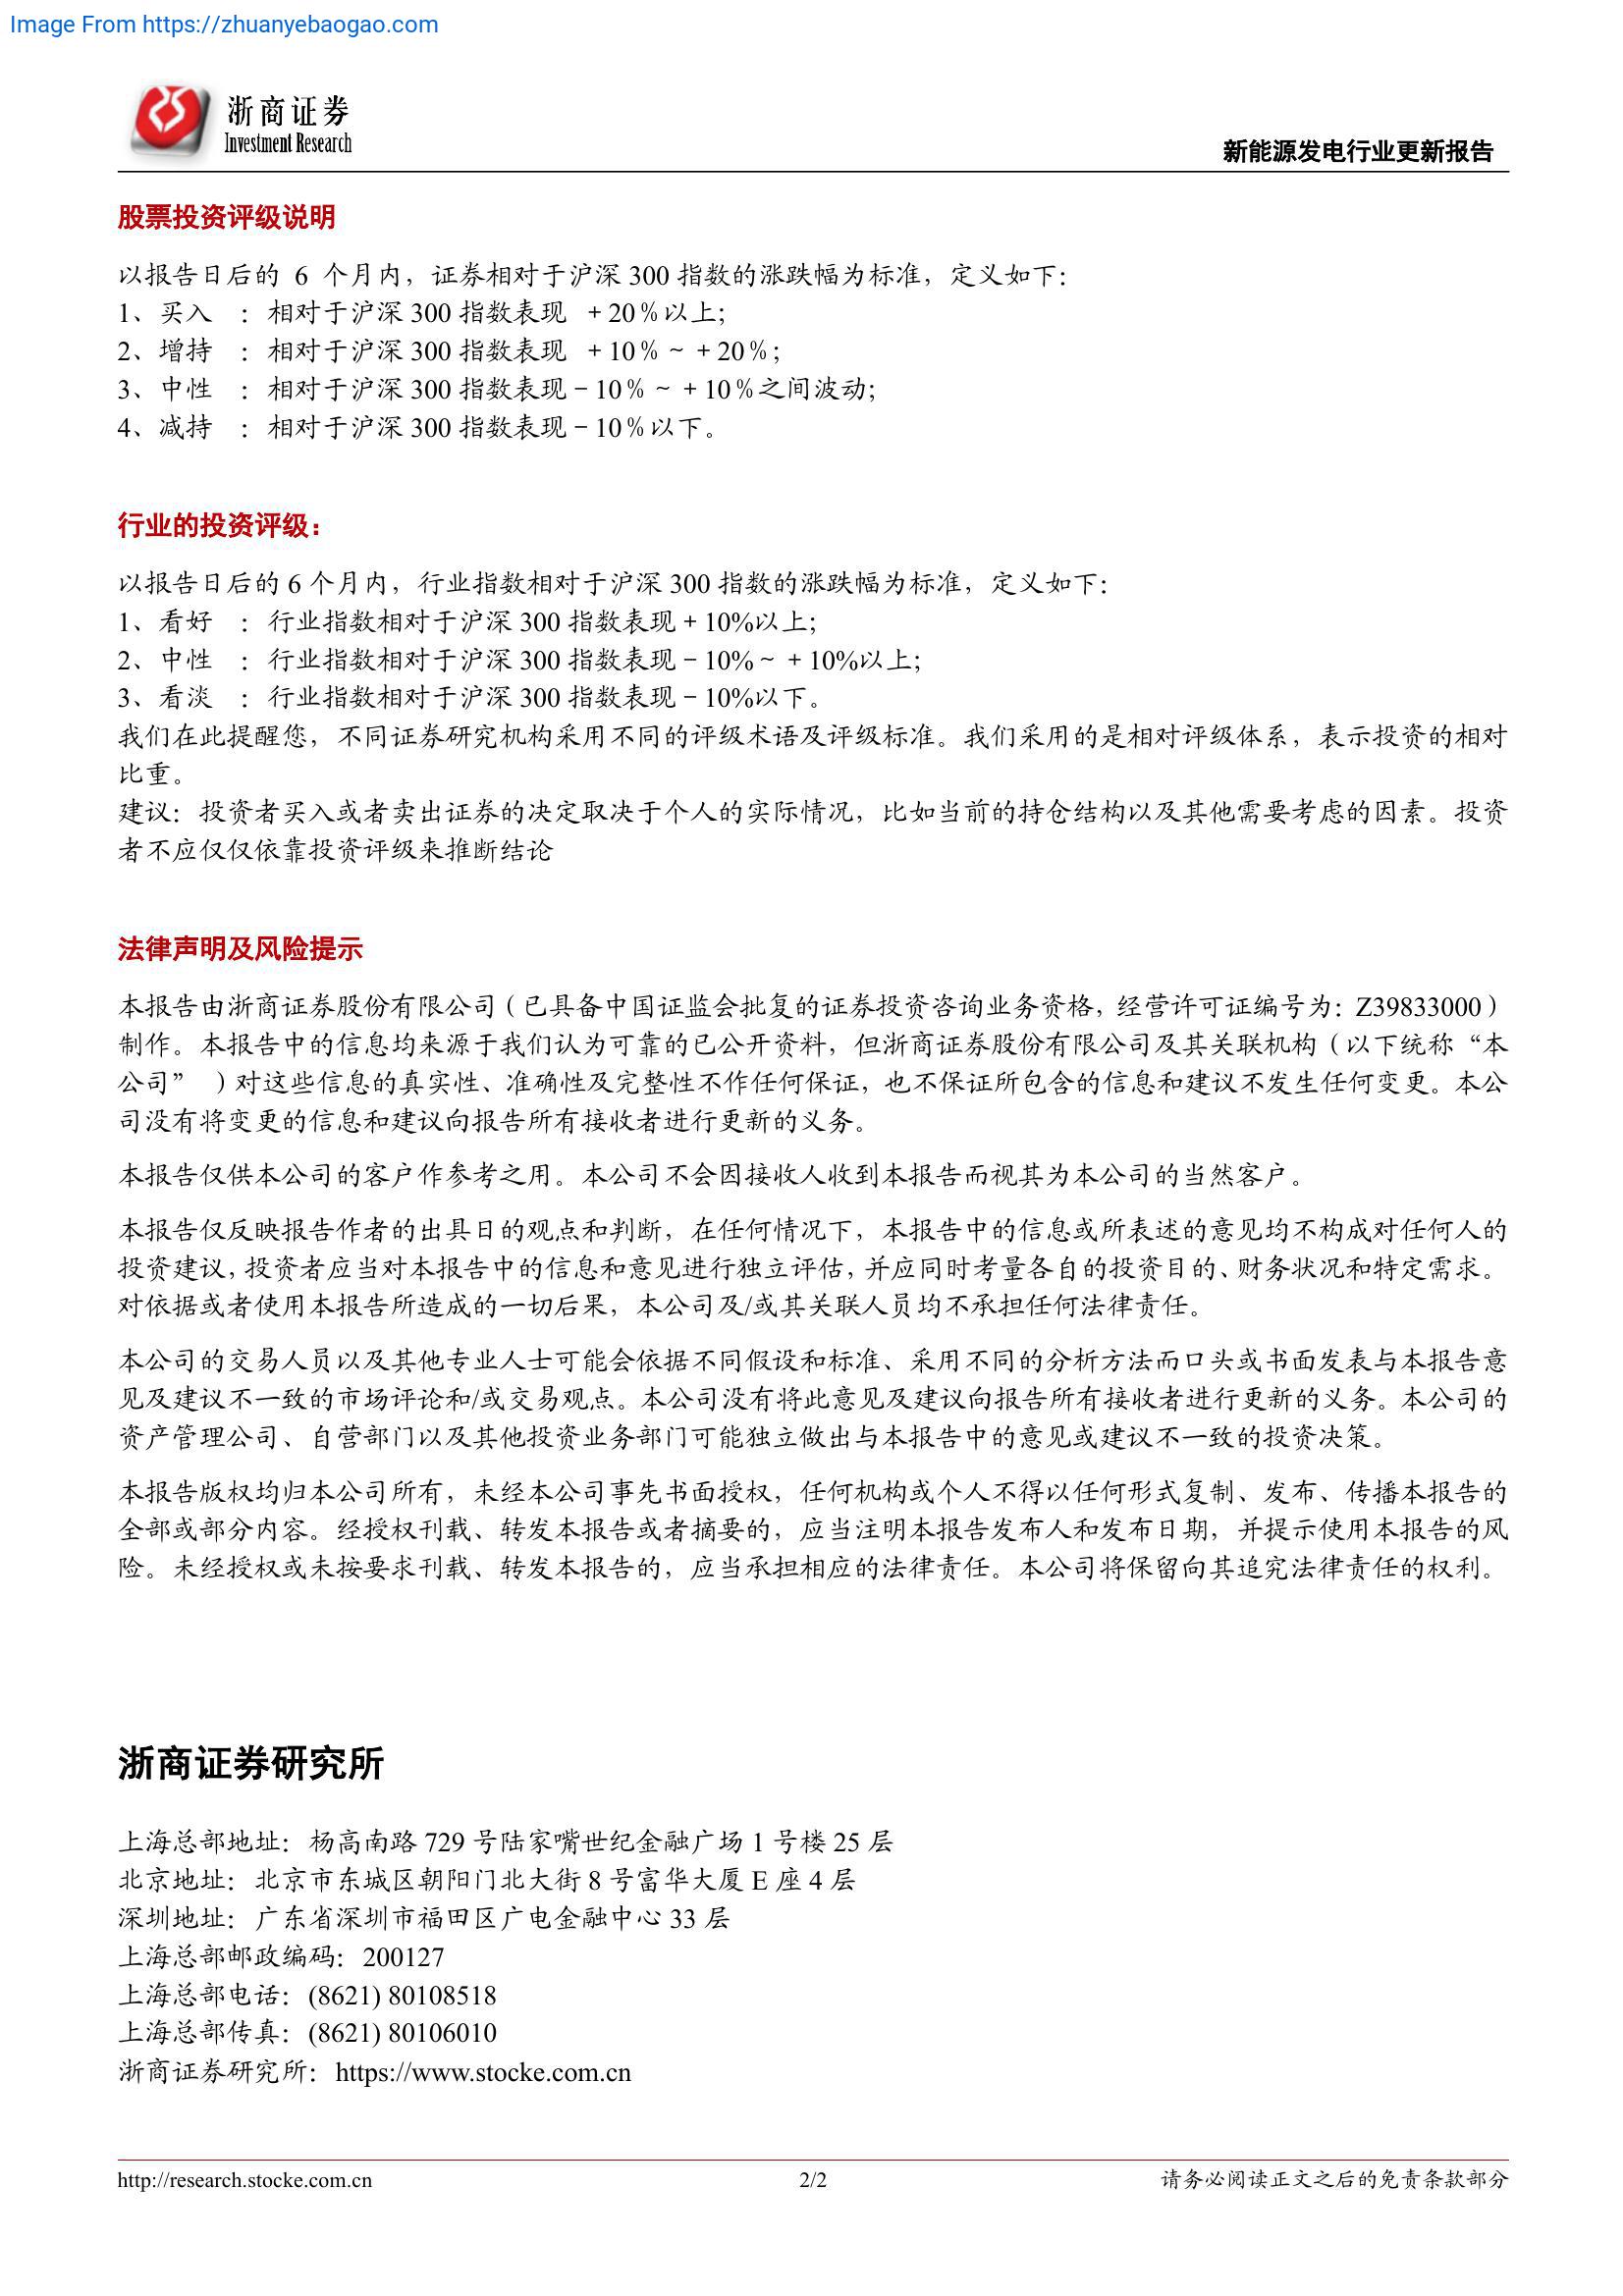 Image From https://zhuanyebaogao.com
浙商证券
Investment Research
新能源发电行业更新报告
股票投资评级说明
以报告日后的 6 个月内，证券相对于沪深 300 指数的涨跌幅为标准，定义如下：
1、买入 ：相对于沪深 300 指数表现 ＋20％以上；
2、增持 ：相对于沪深 300 指数表现 ＋10％～＋20％；
3、中性 ：相对于沪深 300 指数表现－10％～＋10％之间波动；
4、减持 ：相对于沪深 300 指数表现－10％以下。
行业的投资评级：
以报告日后的 6 个月内，行业指数相对于沪深 300 指数的涨跌幅为标准，定义如下：
1、看好 ：行业指数相对于沪深 300 指数表现＋10%以上；
2、中性 ：行业指数相对于沪深 300 指数表现－10%～＋10%以上；
3、看淡 ：行业指数相对于沪深 300 指数表现－10%以下。
我们在此提醒您，不同证券研究机构采用不同的评级术语及评级标准。我们采用的是相对评级体系，表示投资的相对
比重。
建议：投资者买入或者卖出证券的决定取决于个人的实际情况，比如当前的持仓结构以及其他需要考虑的因素。投资
者不应仅仅依靠投资评级来推断结论
法律声明及风险提示
本报告由浙商证券股份有限公司（已具备中国证监会批复的证券投资咨询业务资格，经营许可证编号为：Z39833000）
制作。本报告中的信息均来源于我们认为可靠的已公开资料，但浙商证券股份有限公司及其关联机构（以下统称“本
公司”）对这些信息的真实性、准确性及完整性不作任何保证，也不保证所包含的信息和建议不发生任何变更。本公
司没有将变更的信息和建议向报告所有接收者进行更新的义务。
本报告仅供本公司的客户作参考之用。本公司不会因接收人收到本报告而视其为本公司的当然客户。
本报告仅反映报告作者的出具日的观点和判断，在任何情况下，本报告中的信息或所表述的意见均不构成对任何人的
投资建议，投资者应当对本报告中的信息和意见进行独立评估，并应同时考量各自的投资目的、财务状况和特定需求。
对依据或者使用本报告所造成的一切后果，本公司及/或其关联人员均不承担任何法律责任。
本公司的交易人员以及其他专业人士可能会依据不同假设和标准、采用不同的分析方法而口头或书面发表与本报告意
见及建议不一致的市场评论和/或交易观点。本公司没有将此意见及建议向报告所有接收者进行更新的义务。本公司的
资产管理公司、自营部门以及其他投资业务部门可能独立做出与本报告中的意见或建议不一致的投资决策。
本报告版权均归本公司所有，未经本公司事先书面授权，任何机构或个人不得以任何形式复制、发布、传播本报告的
全部或部分内容。经授权刊载、转发本报告或者摘要的，应当注明本报告发布人和发布日期，并提示使用本报告的风
险。未经授权或未按要求刊载、转发本报告的，应当承担相应的法律责任。本公司将保留向其追究法律责任的权利。
浙商证券研究所
上海总部地址：杨高南路 729 号陆家嘴世纪金融广场 1 号楼 25 层
北京地址：北京市东城区朝阳门北大街 8 号富华大厦 E 座 4 层
深圳地址：广东省深圳市福田区广电金融中心 33 层
上海总部邮政编码：200127
上海总部电话：(8621) 80108518
上海总部传真：(8621) 80106010
浙商证券研究所：https://www.stocke.com.cn
http://research.stocke.com.cn
2/2
请务必阅读正文之后的免责条款部分